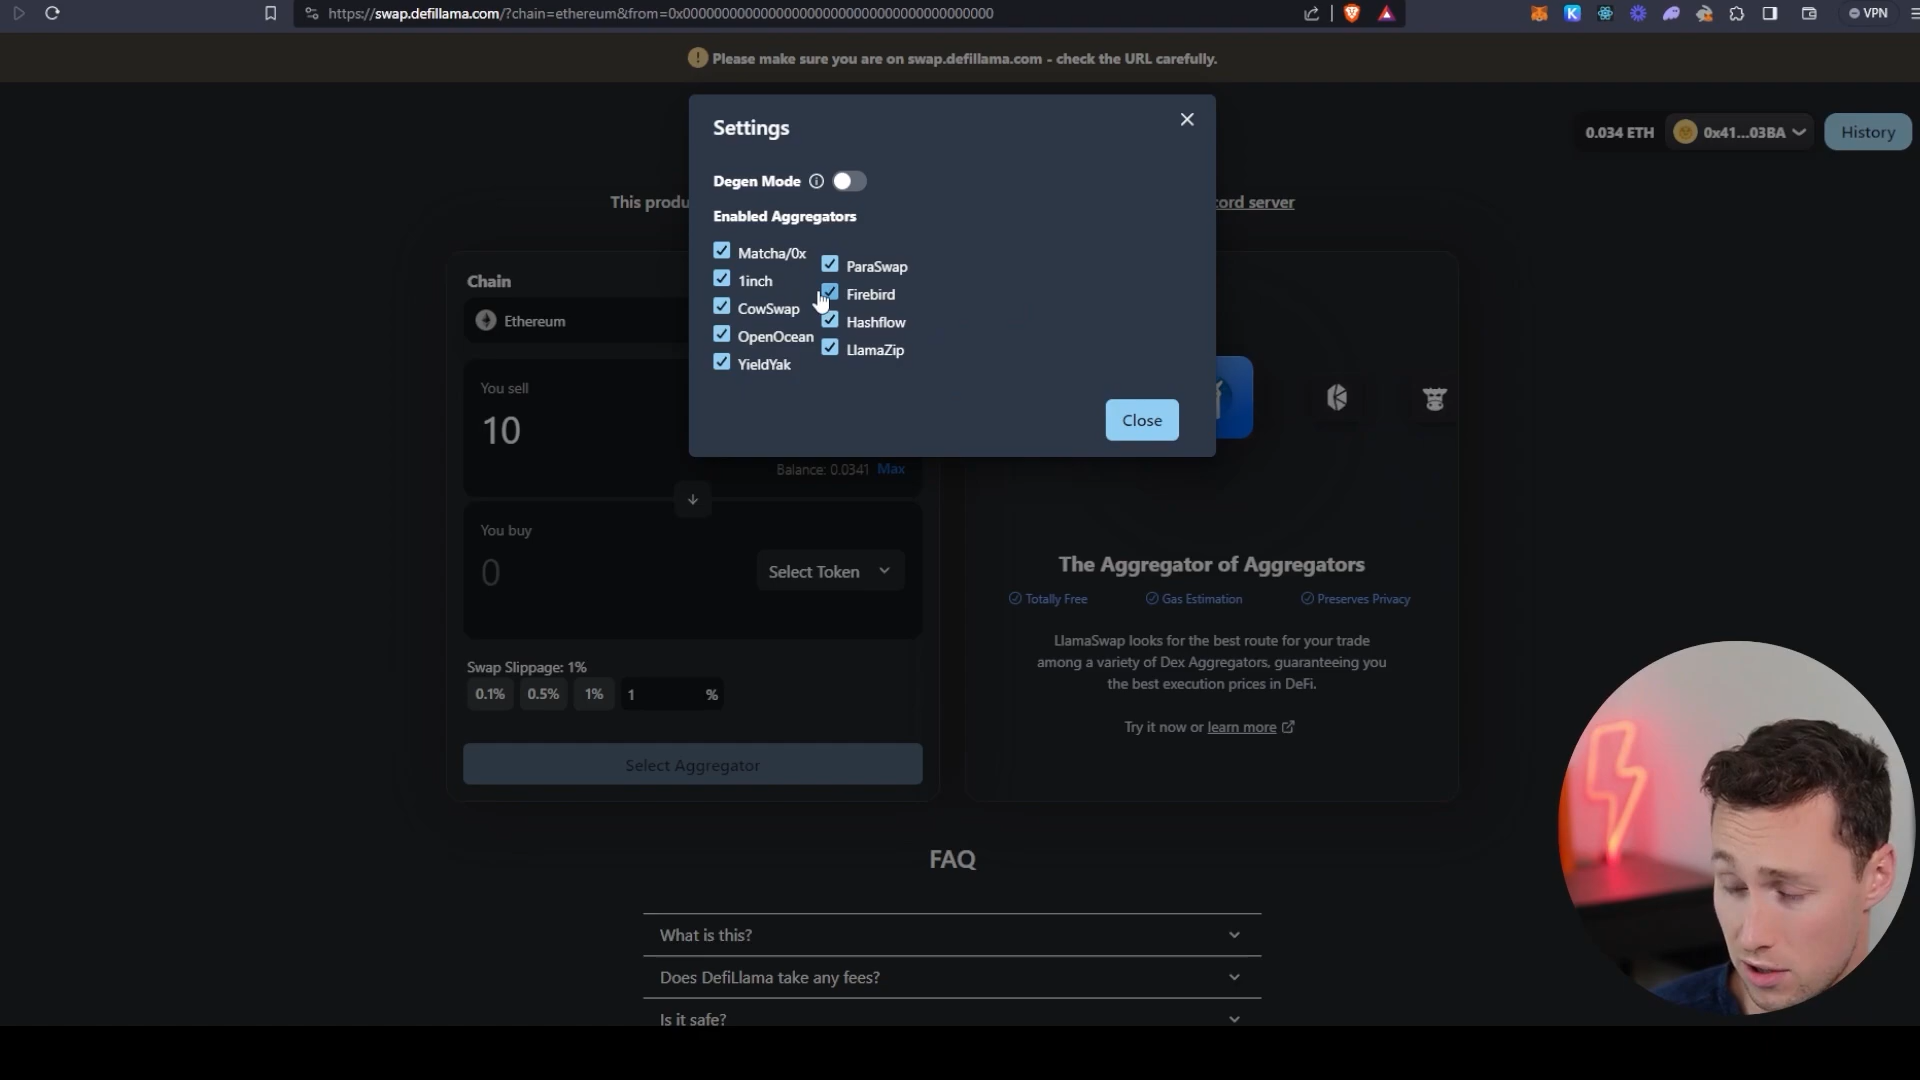 https://swap.defillama.com/?chain=ethereum&from=0x0000000000000000000000000000000000000000
VPN
Please make sure you are on swap.defillama.com - check the URL carefully.
Settings
Degen Mode
Enabled Aggregators
Matcha/0x
1inch
CowSwap
OpenOcean
YieldYak
ParaSwap
Firebird
Hashflow
LlamaZip
Close
0.034 ETH
0x41...03BA
History
This produ
cord server
Chain
Ethereum
You sell
10
Balance: 0.0341 Max
You buy
0
Select Token
Swap Slippage: 1%
0.1% 0.5% 1% 1 %
Select Aggregator
The Aggregator of Aggregators
Totally Free Gas Estimation Preserves Privacy
LlamaSwap looks for the best route for your trade
among a variety of Dex Aggregators, guaranteeing you
the best execution prices in DeFi.
Try it now or learn more
FAQ
What is this?
Does DefiLlama take any fees?
Is it safe?